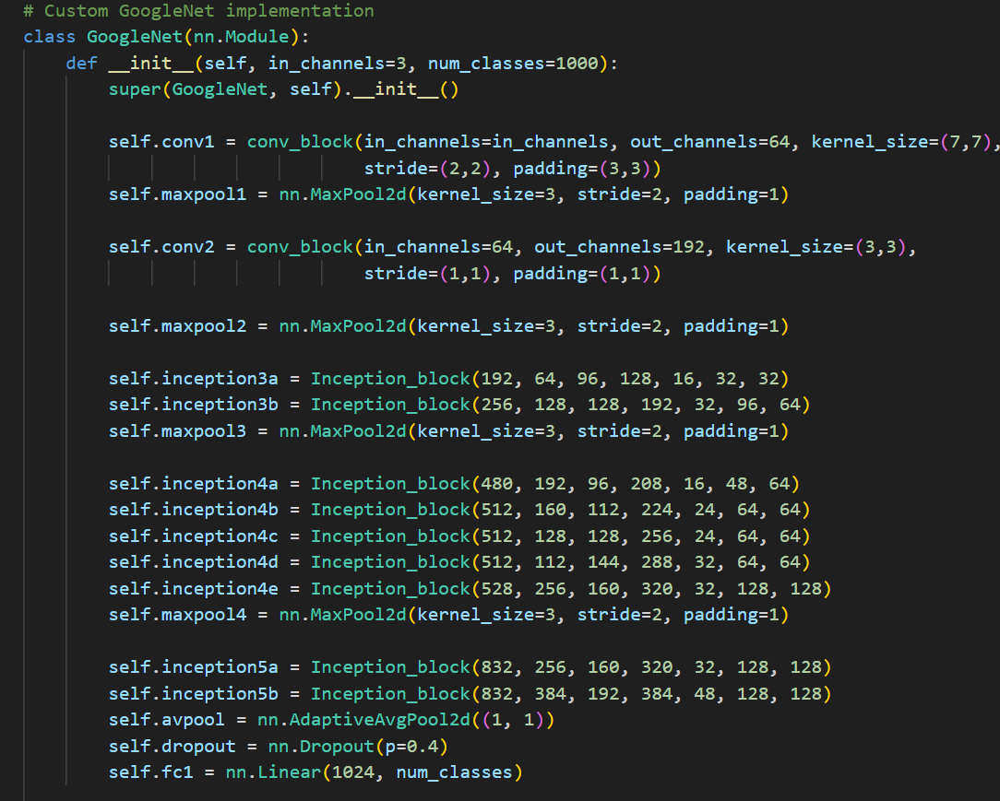 # Custom GoogleNet implementation
class GoogleNet(nn.Module):
    def __init__(self, in_channels=3, num_classes=1000):
        super(GoogleNet, self).__init__()
        self.conv1 = conv_block(in_channels=in_channels, out_channels=64, kernel_size=(7,7),
                                stride=(2,2), padding=(3,3))
        self.maxpool1 = nn.MaxPool2d(kernel_size=3, stride=2, padding=1)
        self.conv2 = conv_block(in_channels=64, out_channels=192, kernel_size=(3,3),
                                stride=(1,1), padding=(1,1))
        self.maxpool2 = nn.MaxPool2d(kernel_size=3, stride=2, padding=1)
        self.inception3a = Inception_block(192, 64, 96, 128, 16, 32, 32)
        self.inception3b = Inception_block(256, 128, 128, 192, 32, 96, 64)
        self.maxpool3 = nn.MaxPool2d(kernel_size=3, stride=2, padding=1)
        self.inception4a = Inception_block(480, 192, 96, 208, 16, 48, 64)
        self.inception4b = Inception_block(512, 160, 112, 224, 24, 64, 64)
        self.inception4c = Inception_block(512, 128, 128, 256, 24, 64, 64)
        self.inception4d = Inception_block(512, 112, 144, 288, 32, 64, 64)
        self.inception4e = Inception_block(528, 256, 160, 320, 32, 128, 128)
        self.maxpool4 = nn.MaxPool2d(kernel_size=3, stride=2, padding=1)
        self.inception5a = Inception_block(832, 256, 160, 320, 32, 128, 128)
        self.inception5b = Inception_block(832, 384, 192, 384, 48, 128, 128)
        self.avpool = nn.AdaptiveAvgPool2d((1, 1))
        self.dropout = nn.Dropout(p=0.4)
        self.fc1 = nn.Linear(1024, num_classes)